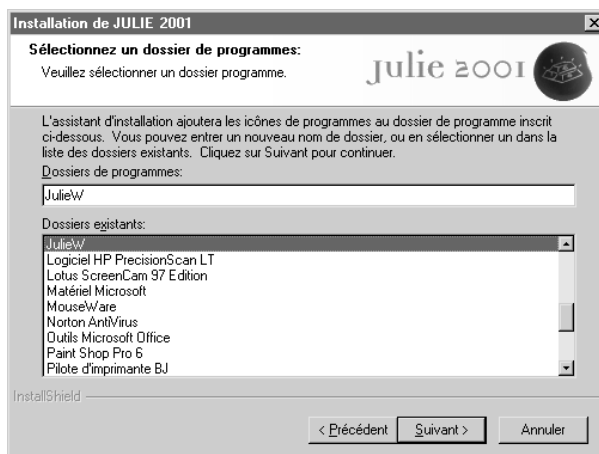 Installation de JULIE 2001
Sélectionnez un dossier de programmes:
Veuillez sélectionner un dossier programme.
julie 2001
L'assistant d'installation ajoutera les icônes de programmes au dossier de programme inscrit
ci-dessous. Vous pouvez entrer un nouveau nom de dossier, ou en sélectionner un dans la
liste des dossiers existants. Cliquez sur Suivant pour continuer.
Dossiers de programmes:
JulieW
Dossiers existants:
JulieW
Logiciel HP PrecisionScan LT
Lotus ScreenCam 97 Edition
Matériel Microsoft
MouseWare
Norton AntiVirus
Outils Microsoft Office
Paint Shop Pro 6
Pilote d'imprimante BJ
InstallShield
< Précédent
Suivant >
Annuler